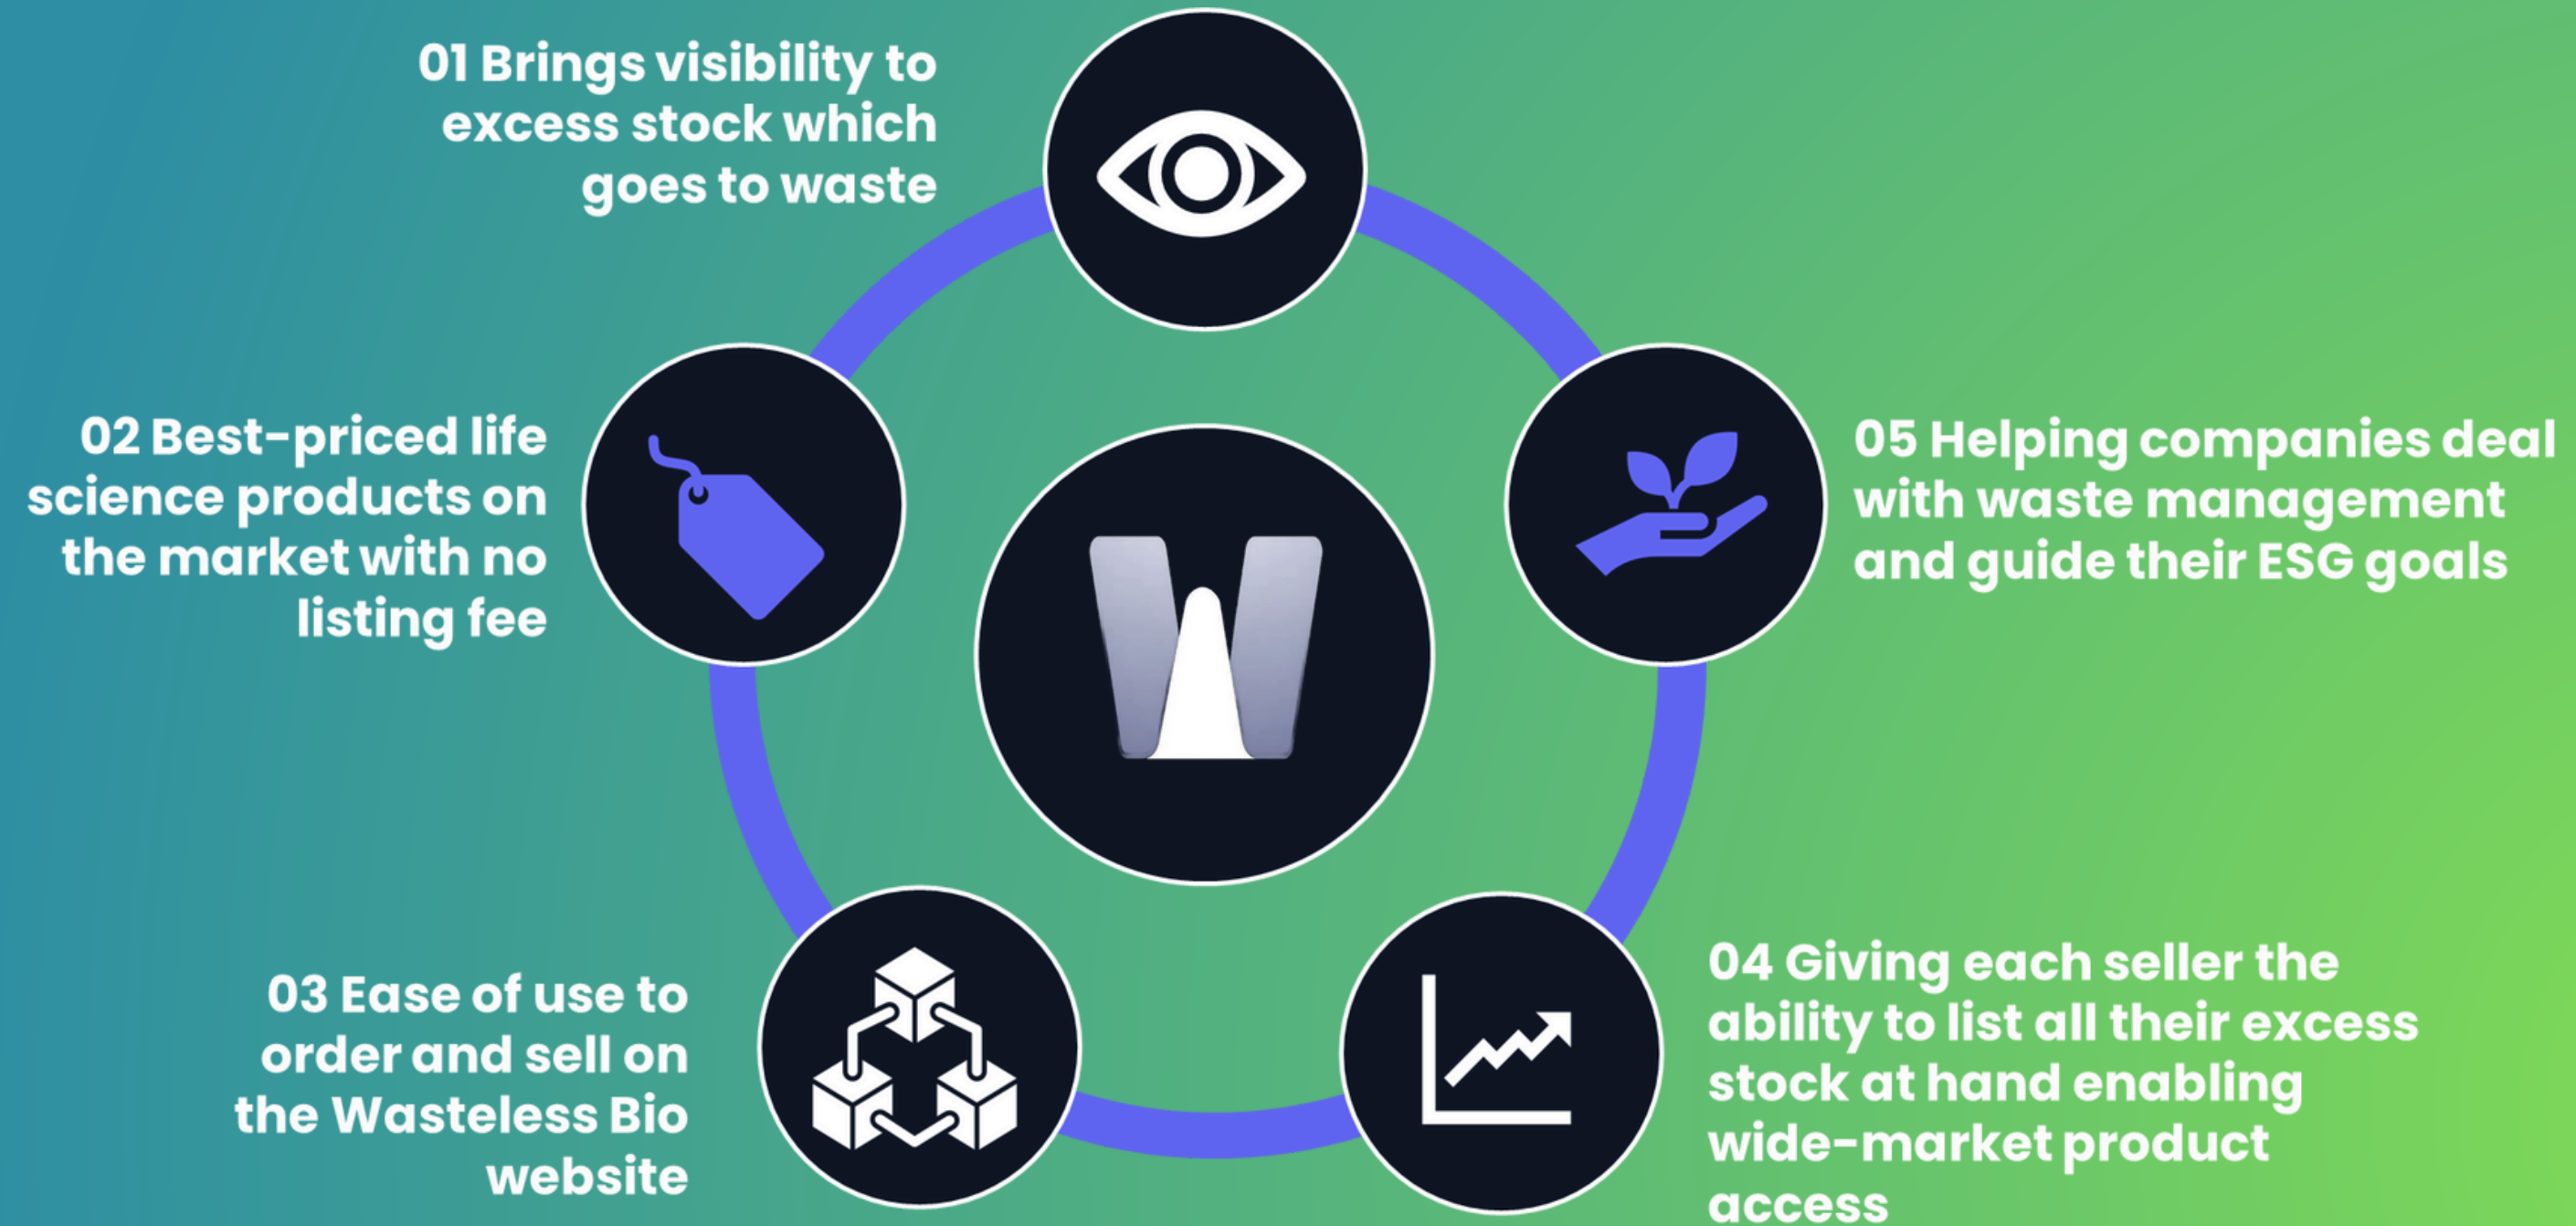 01 Brings visibility to
excess stock which
goes to waste
02 Best-priced life
science products on
the market with no
listing fee
03 Ease of use to
order and sell on
the Wasteless Bio
website
04 Giving each seller the
ability to list all their excess
stock at hand enabling
wide-market product
access
05 Helping companies deal
with waste management
and guide their ESG goals
W